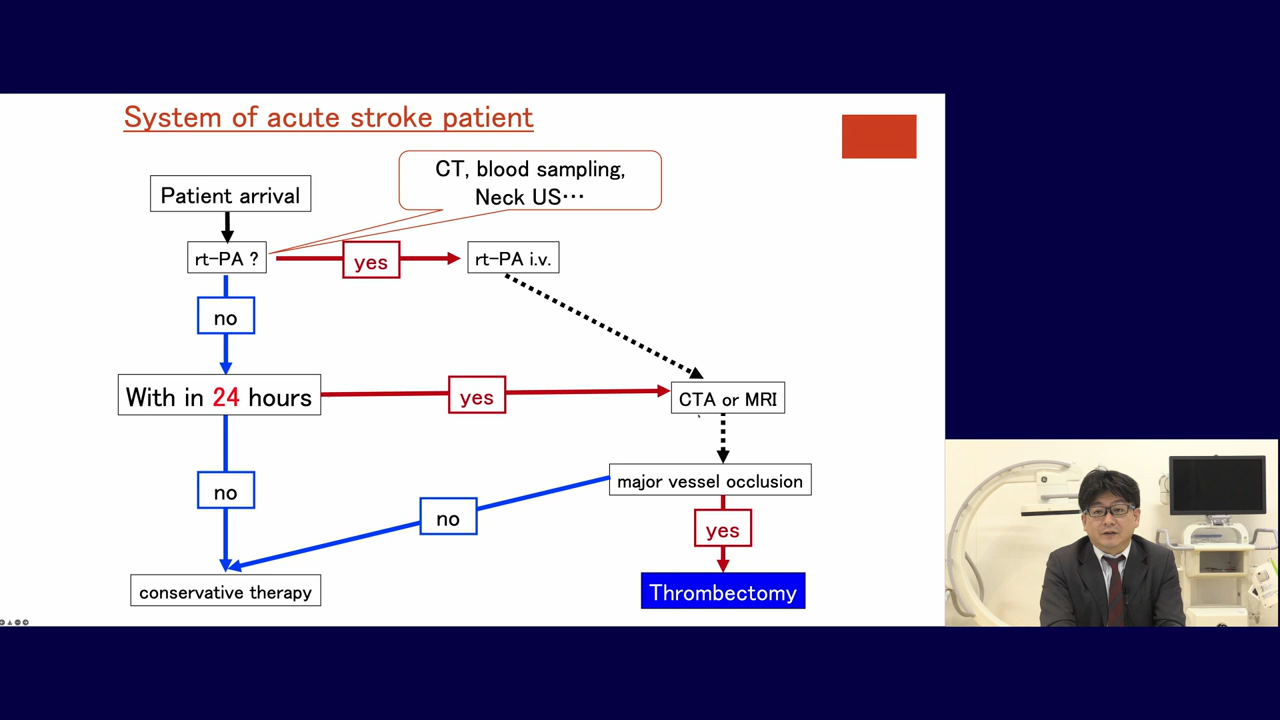 System of acute stroke patient
CT, blood sampling,
Neck US…
Patient arrival
rt-PA ?
yes
rt-PA i.v.
no
With in 24 hours
yes
CTA or MRI
major vessel occlusion
no
no
yes
conservative therapy
Thrombectomy